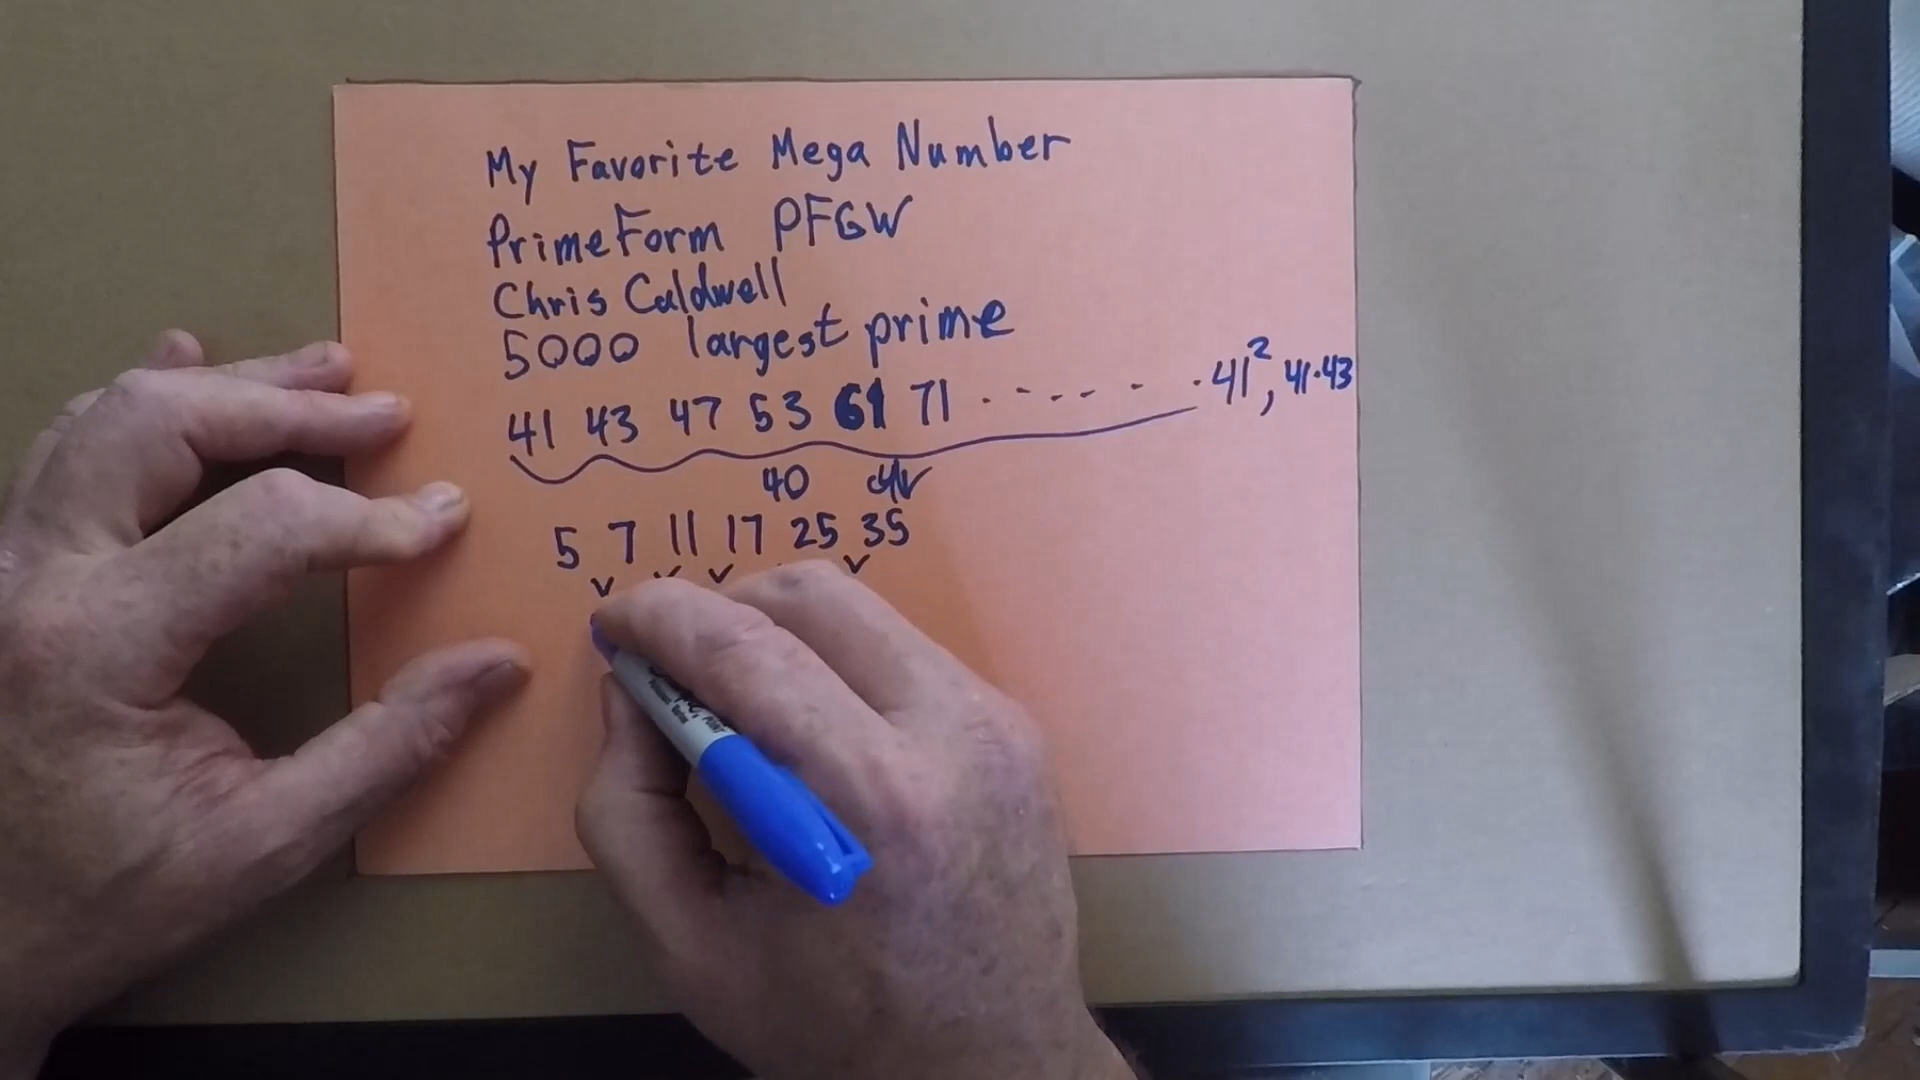 My Favorite Mega Number
PrimeForm PFGW
Chris Caldwell
5000 largest prime
41 43 47 53 61 71 · - - - - · 41², 41·43
40
5 7 11 17 25 35